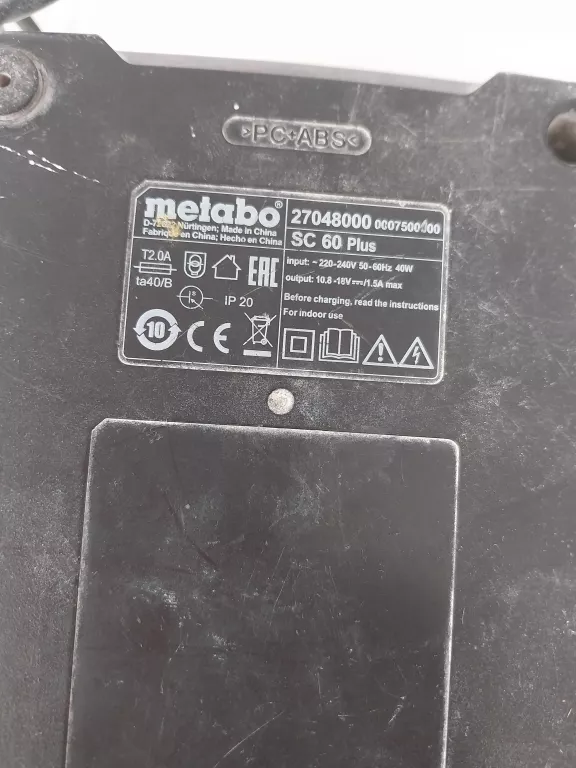 >PC+ABS<
metabo®
D-72622 Nürtingen; Made in China
Fabriqué en China; Hecho en China
T2.0A
ta40/B
EAC
IP 20
10
CE
27048000 0007500000
SC 60 Plus
input: ~220-240V 50-60Hz 40W
output: 10.8-18V⎓/1.5A max
Before charging, read the instructions
For indoor use